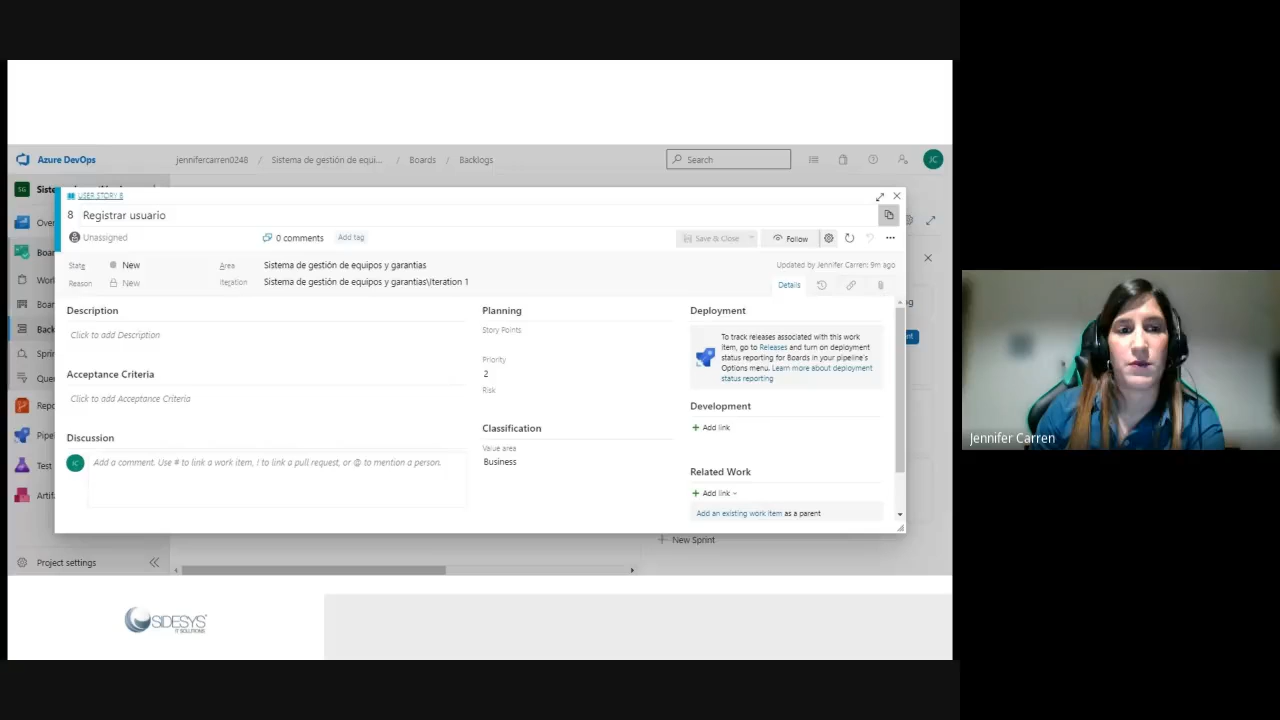 Azure DevOps
jennifercarren0248 / Sistema de gestión de equi... / Boards / Backlogs
Search
JC
SG
USER STORY 8
8 Registrar usuario
Unassigned
0 comments
Add tag
Save & Close
Follow
State New
Area Sistema de gestión de equipos y garantias
Updated by Jennifer Carren: 9m ago
Reason New
Iteration Sistema de gestión de equipos y garantias\Iteration 1
Details
Description
Click to add Description
Acceptance Criteria
Click to add Acceptance Criteria
Discussion
JC
Add a comment. Use # to link a work item, ! to link a pull request, or @ to mention a person.
Planning
Story Points
Priority
2
Risk
Classification
Value area
Business
Deployment
To track releases associated with this work
item, go to Releases and turn on deployment
status reporting for Boards in your pipeline's
Options menu. Learn more about deployment
status reporting
Development
+ Add link
Related Work
+ Add link
Add an existing work item as a parent
+ New Sprint
Project settings
SIDESYS
IT SOLUTIONS
Jennifer Carren